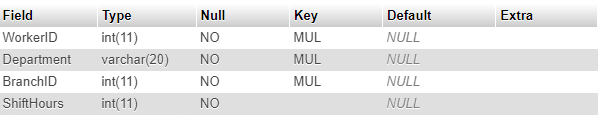 Field Type Null Key Default Extra
WorkerID int(11) NO MUL NULL
Department varchar(20) NO MUL NULL
BranchID int(11) NO MUL NULL
ShiftHours int(11) NO NULL